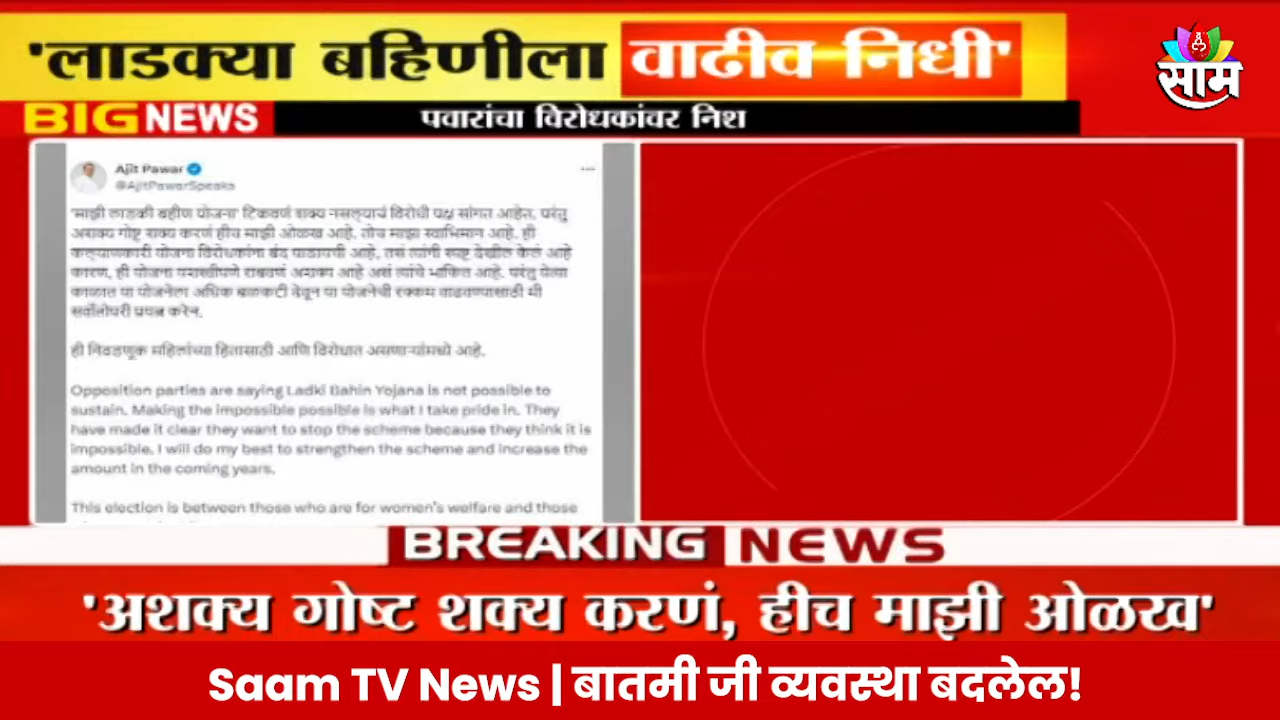 'लाडक्या बहिणीला वाढीव निधी'
साम
BIG NEWS
पवारांचा विरोधकांवर निश
Ajit Pawar
@AjitPawarSpeaks
'माझी लाडकी बहीण योजना' टिकवणं शक्य नसल्याचं विरोधी पक्ष सांगत आहेत. परंतु
अशक्य गोष्ट शक्य करणं हीच माझी ओळख आहे, तोच माझा स्वाभिमान आहे. ही
कल्याणकारी योजना विरोधकांना बंद पाडायची आहे, तसं त्यांनी स्पष्ट देखील केलं आहे
कारण, ही योजना यशस्वीपणे राबवणं अशक्य आहे असं त्यांचे भाकित आहे. परंतु येत्या
काळात या योजनेला अधिक बळकटी देवून या योजनेची रक्कम वाढवण्यासाठी मी
सर्वोतोपरी प्रयत्न करेन.
ही निवडणूक महिलांच्या हितासाठी आणि विरोधात असणाऱ्यांमध्ये आहे.
Opposition parties are saying Ladki Bahin Yojana is not possible to
sustain. Making the impossible possible is what I take pride in. They
have made it clear they want to stop the scheme because they think it is
impossible. I will do my best to strengthen the scheme and increase the
amount in the coming years.
This election is between those who are for women's welfare and those
BREAKING NEWS
'अशक्य गोष्ट शक्य करणं, हीच माझी ओळख'
Saam TV News | बातमी जी व्यवस्था बदलेल!